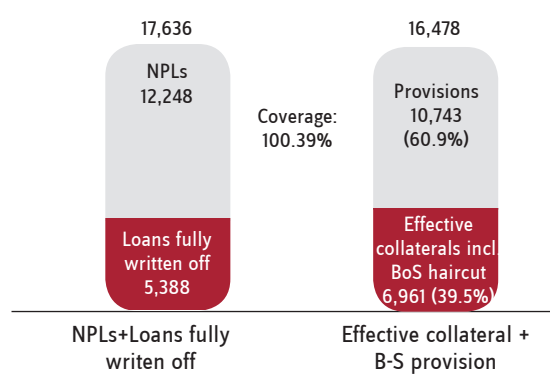 17,636
NPLs
12,248
Loans fully
written off
5,388
NPLs+Loans fully
writen off
Coverage:
100.39%
16,478
Provisions
10,743
(60.9%)
Effective
collaterals incl.
BoS haircut
6,961 (39.5%)
Effective collateral +
B-S provision